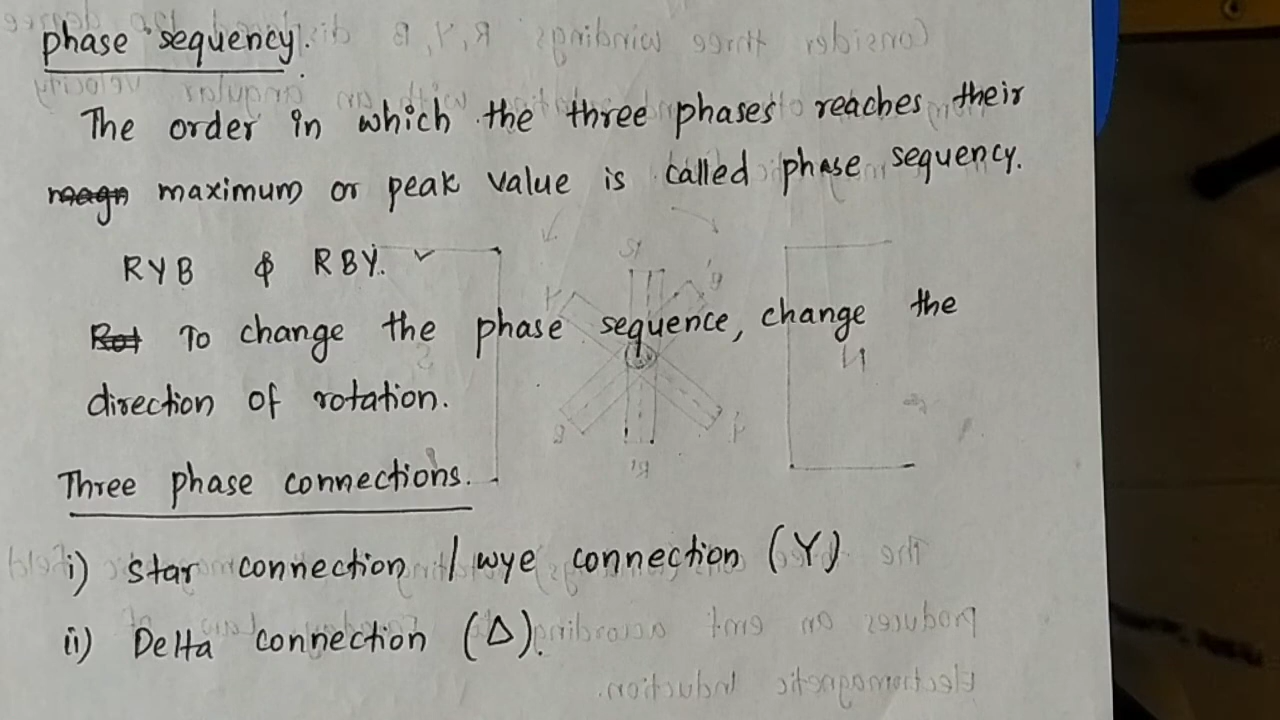 phase sequency.
The order in which the three phases reaches their
maximum or peak value is called phase sequency.
RYB & RBY.
To change the phase sequence, change the
direction of rotation.
Three phase connections.
i) Star connection / wye connection (Y)
ii) Delta connection (Δ).